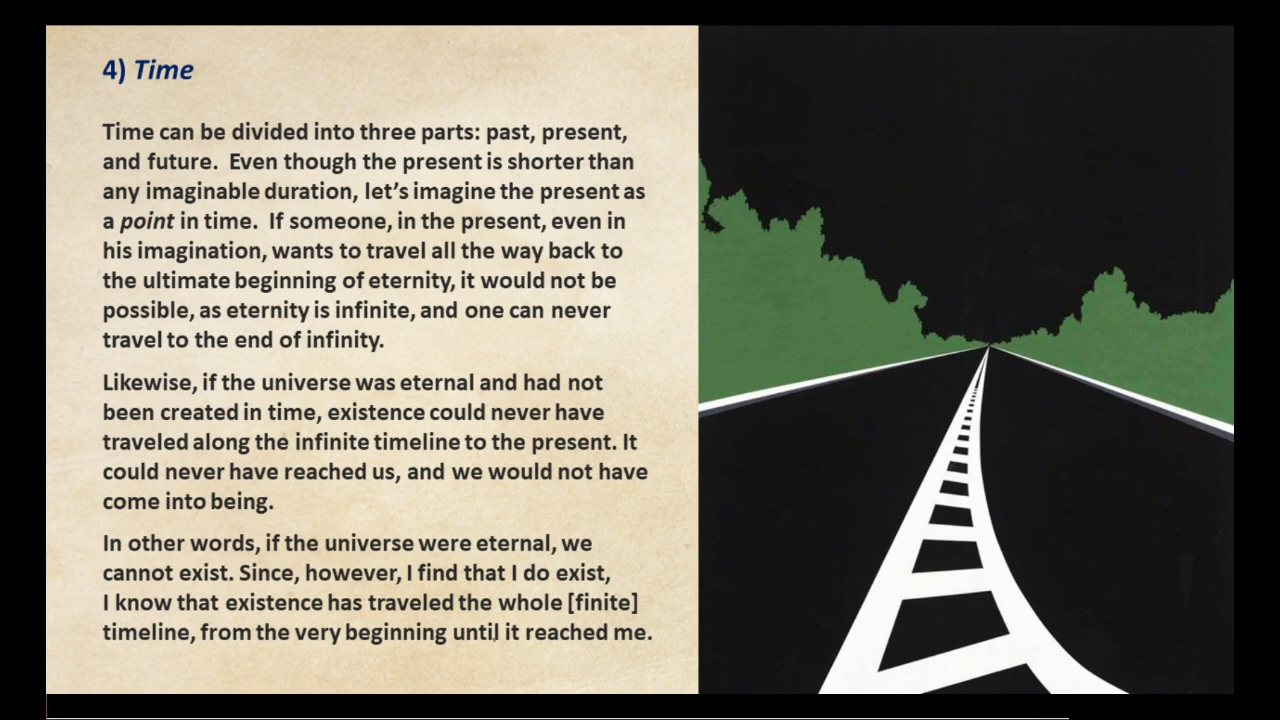 4) Time
Time can be divided into three parts: past, present,
and future.  Even though the present is shorter than
any imaginable duration, let’s imagine the present as
a point in time.  If someone, in the present, even in
his imagination, wants to travel all the way back to
the ultimate beginning of eternity, it would not be
possible, as eternity is infinite, and one can never
travel to the end of infinity.
Likewise, if the universe was eternal and had not
been created in time, existence could never have
traveled along the infinite timeline to the present. It
could never have reached us, and we would not have
come into being.
In other words, if the universe were eternal, we
cannot exist. Since, however, I find that I do exist,
I know that existence has traveled the whole [finite]
timeline, from the very beginning until it reached me.